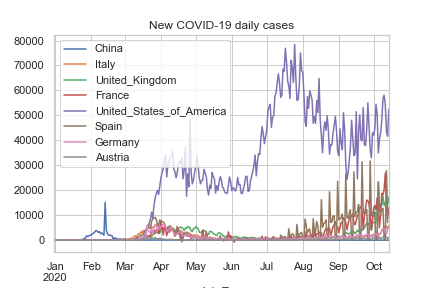 New COVID-19 daily cases
80000
70000
60000
50000
40000
30000
20000
10000
0
China
Italy
United_Kingdom
France
United_States_of_America
Spain
Germany
Austria
Jan Feb Mar Apr May Jun Jul Aug Sep Oct
2020